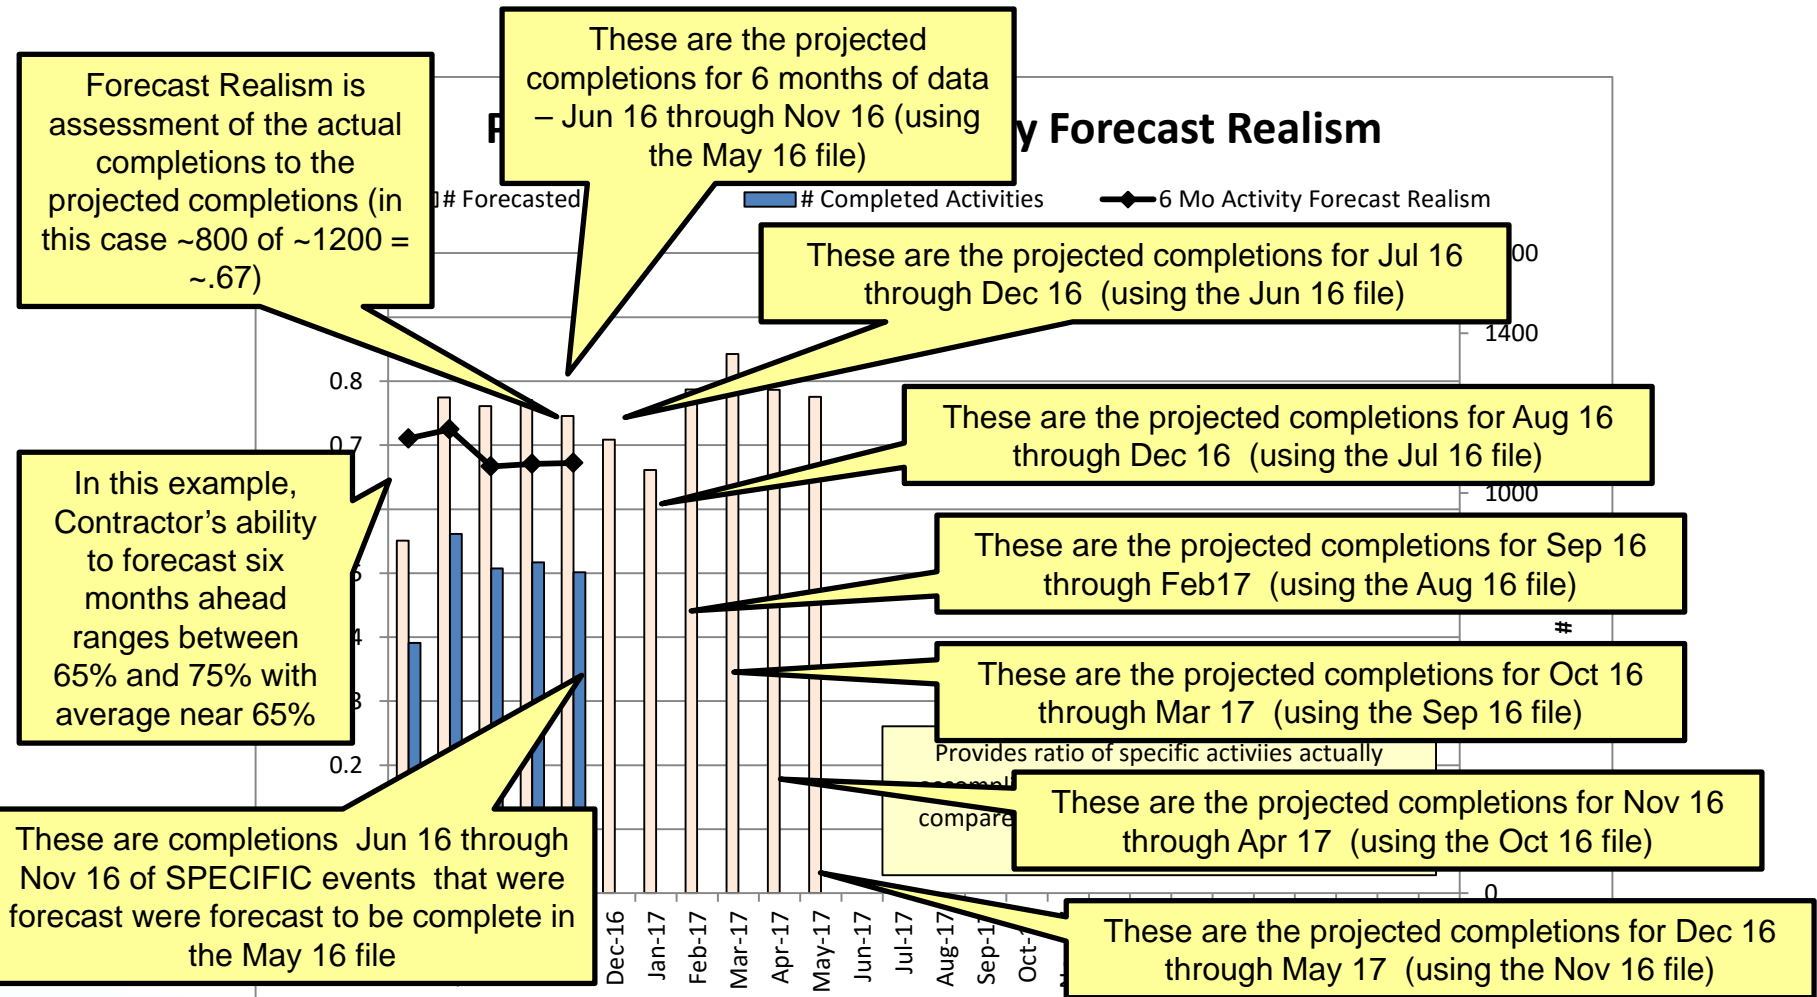 These are the projected
completions for 6 months of data
– Jun 16 through Nov 16 (using
the May 16 file)
Forecast Realism is
assessment of the actual
completions to the
projected completions (in
this case ~800 of ~1200 =
~.67)
Forecast Realism
# Forecasted
# Completed Activities
6 Mo Activity Forecast Realism
These are the projected completions for Jul 16
through Dec 16 (using the Jun 16 file)
1400
0.8
These are the projected completions for Aug 16
through Dec 16 (using the Jul 16 file)
0.7
1000
In this example,
Contractor’s ability
to forecast six
months ahead
ranges between
65% and 75% with
average near 65%
These are the projected completions for Sep 16
through Feb17 (using the Aug 16 file)
#
These are the projected completions for Oct 16
through Mar 17 (using the Sep 16 file)
Provides ratio of specific activiies actually
0.2
These are the projected completions for Nov 16
through Apr 17 (using the Oct 16 file)
These are completions Jun 16 through
Nov 16 of SPECIFIC events that were
forecast were forecast to be complete in
the May 16 file
0
Dec-16
Jan-17
Feb-17
Mar-17
Apr-17
May-17
Jun-17
Jul-17
Aug-17
Sep-17
These are the projected completions for Dec 16
through May 17 (using the Nov 16 file)